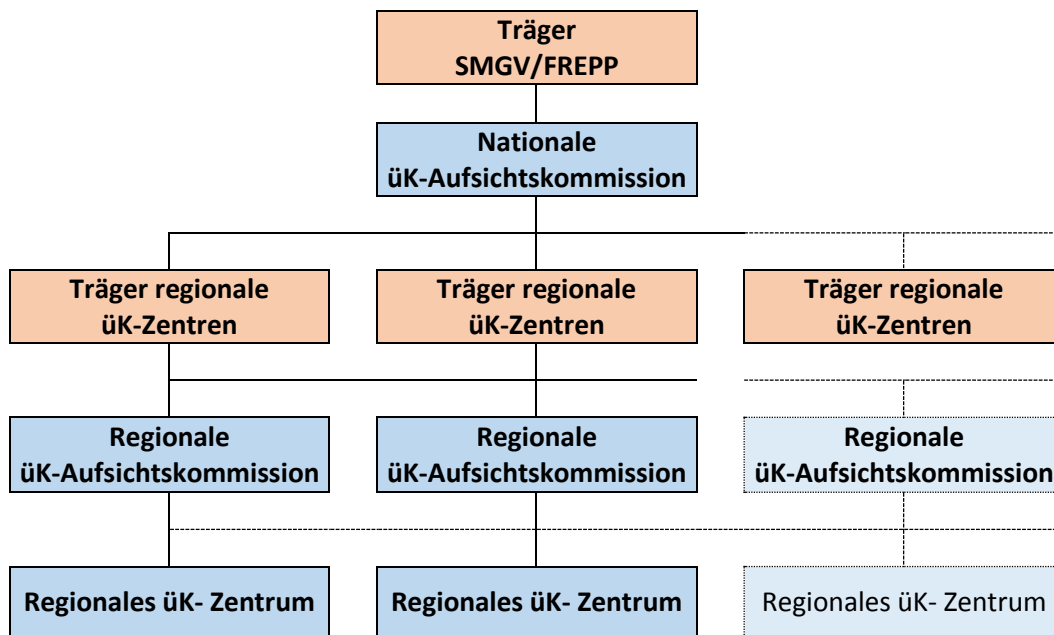 Träger
SMGV/FREPP
Nationale
üK-Aufsichtskommission
Träger regionale
üK-Zentren
Träger regionale
üK-Zentren
Träger regionale
üK-Zentren
Regionale
üK-Aufsichtskommission
Regionale
üK-Aufsichtskommission
Regionale
üK-Aufsichtskommission
Regionales üK- Zentrum
Regionales üK- Zentrum
Regionales üK- Zentrum